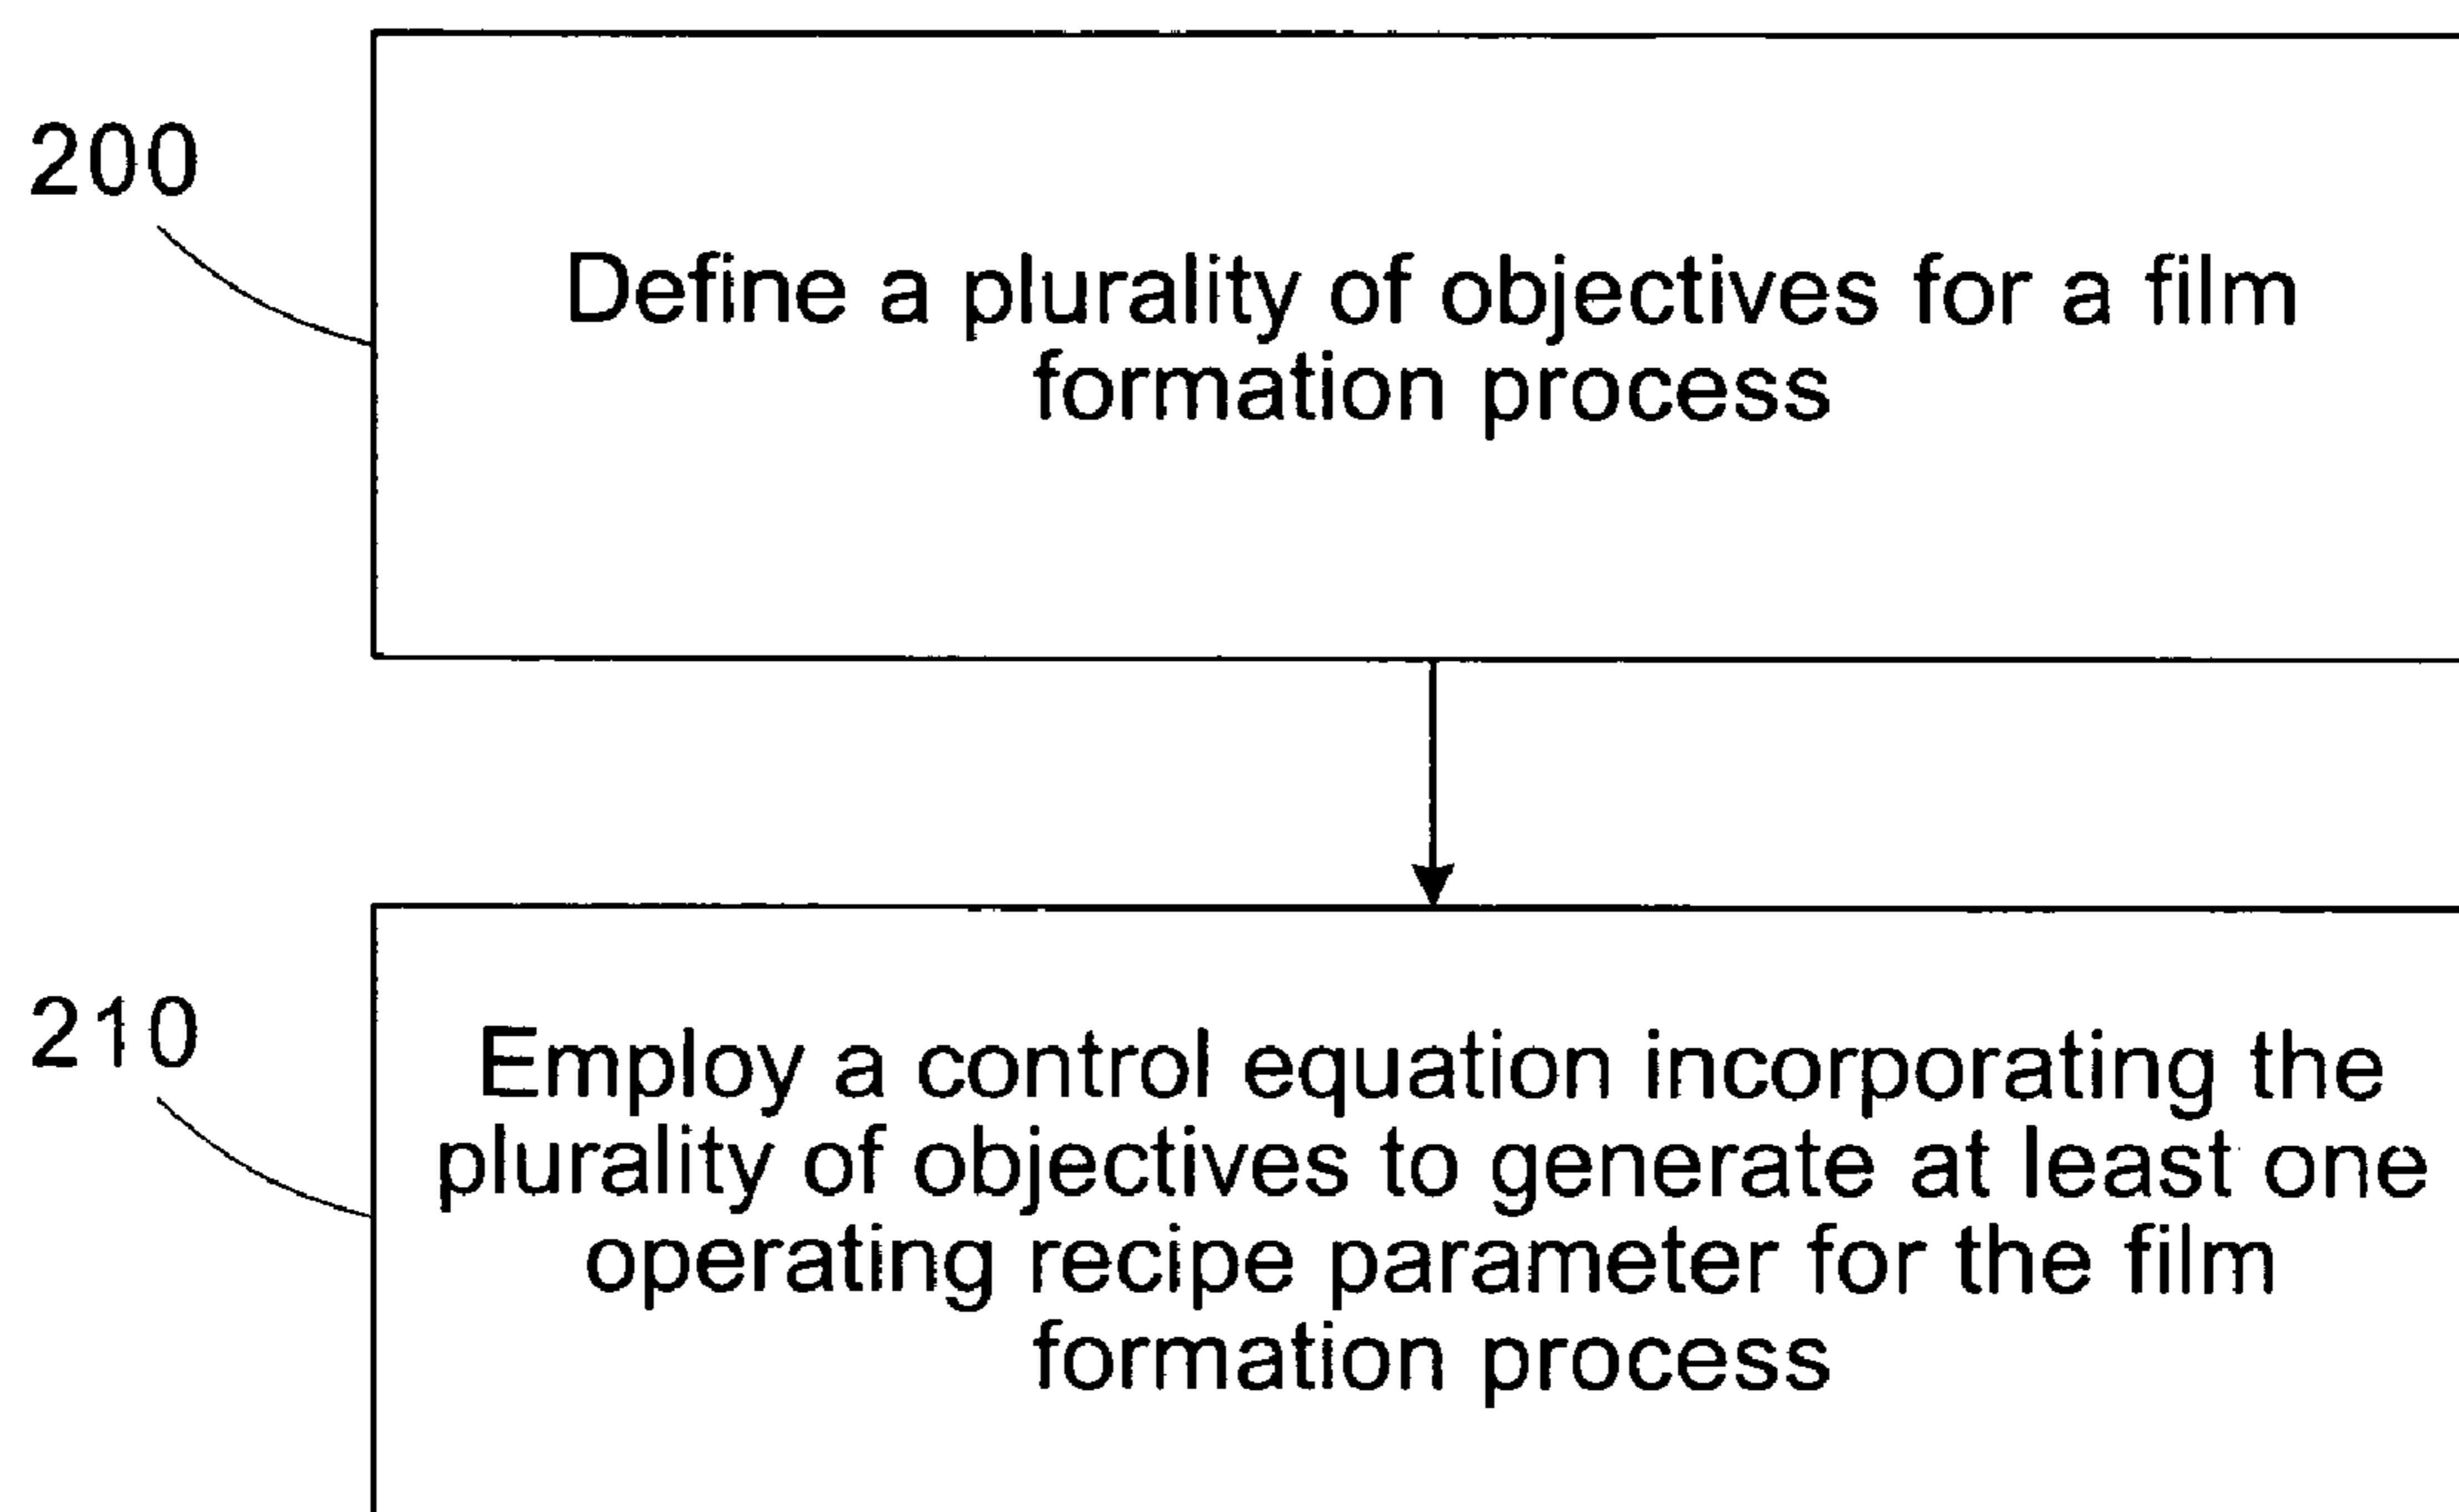 200
Define a plurality of objectives for a film
formation process
210
Employ a control equation incorporating the
plurality of objectives to generate at least one
operating recipe parameter for the film
formation process